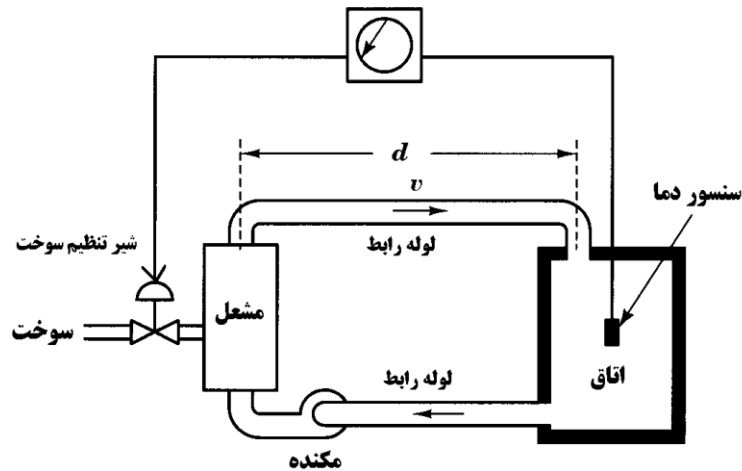 d
v
سنسور دما
لوله رابط
شیر تنظیم سوخت
مشعل
سوخت
اتاق
لوله رابط
مکنده